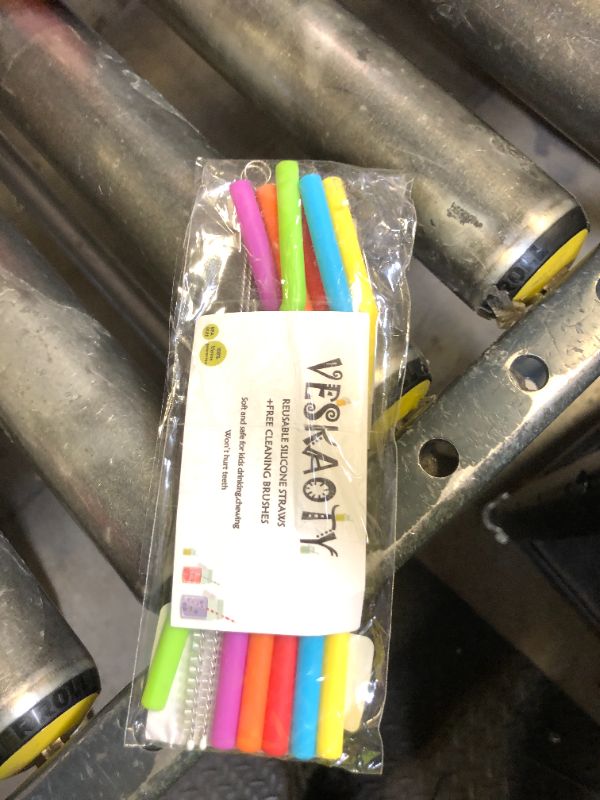 VESKAOTY
REUSABLE SILICONE STRAWS
+FREE CLEANING BRUSHES
Soft and safe for kids drinking,chewing
Won't hurt teeth